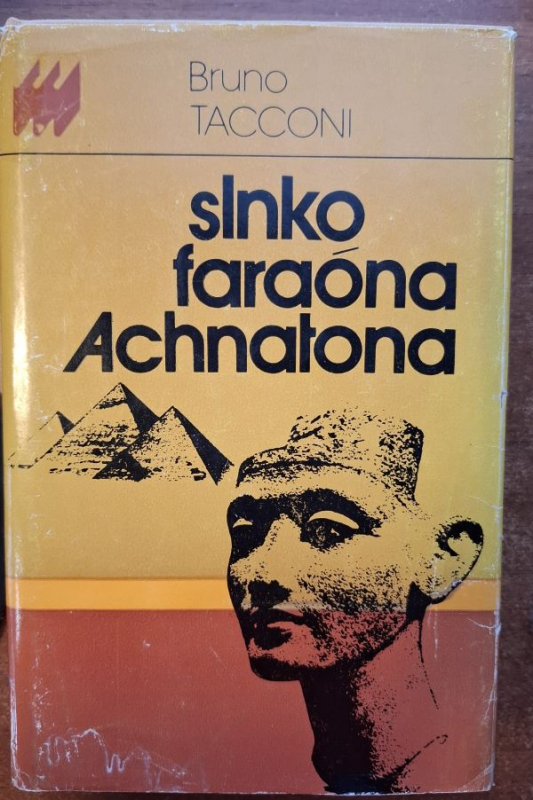 Bruno
TACCONI
slnko
faraóna
Achnatona